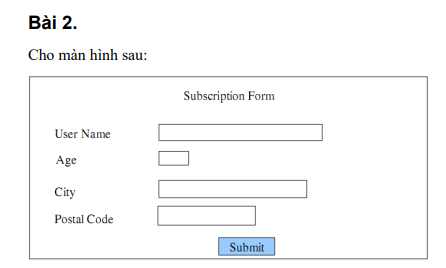 Bài 2.
Cho màn hình sau:
Subscription Form
User Name
Age
City
Postal Code
Submit